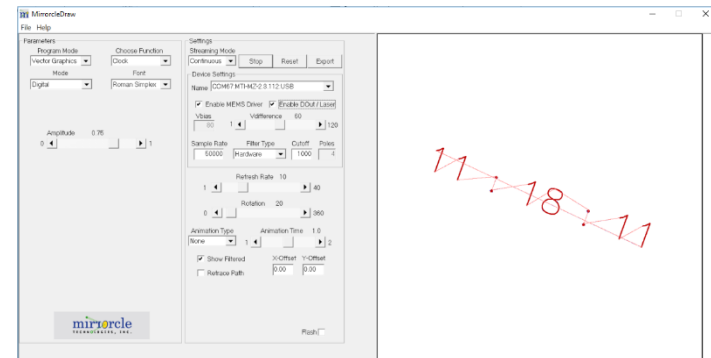 MirrorcleDraw
File Help
Parameters
Program Mode Choose Function
Vector Graphics Clock
Mode Font
Digital Roman Simplex
Amplitude 0.75
0 1
mirrorcle
TECHNOLOGIES, INC.
Settings
Streaming Mode
Continuous Stop Reset Export
Device Settings
Name COM67:MTI-MZ-2.3.112:USB
Enable MEMS Driver Enable DOut / Laser
Vbias Vdifference 60
80 1 120
Sample Rate Filter Type Cutoff Poles
50000 Hardware 1000 4
Refresh Rate 10
1 40
Rotation 20
0 360
Animation Type Animation Time 1.0
None 1 2
Show Filtered X-Offset Y-Offset
Retrace Path 0.00 0.00
Flash
11:18:11